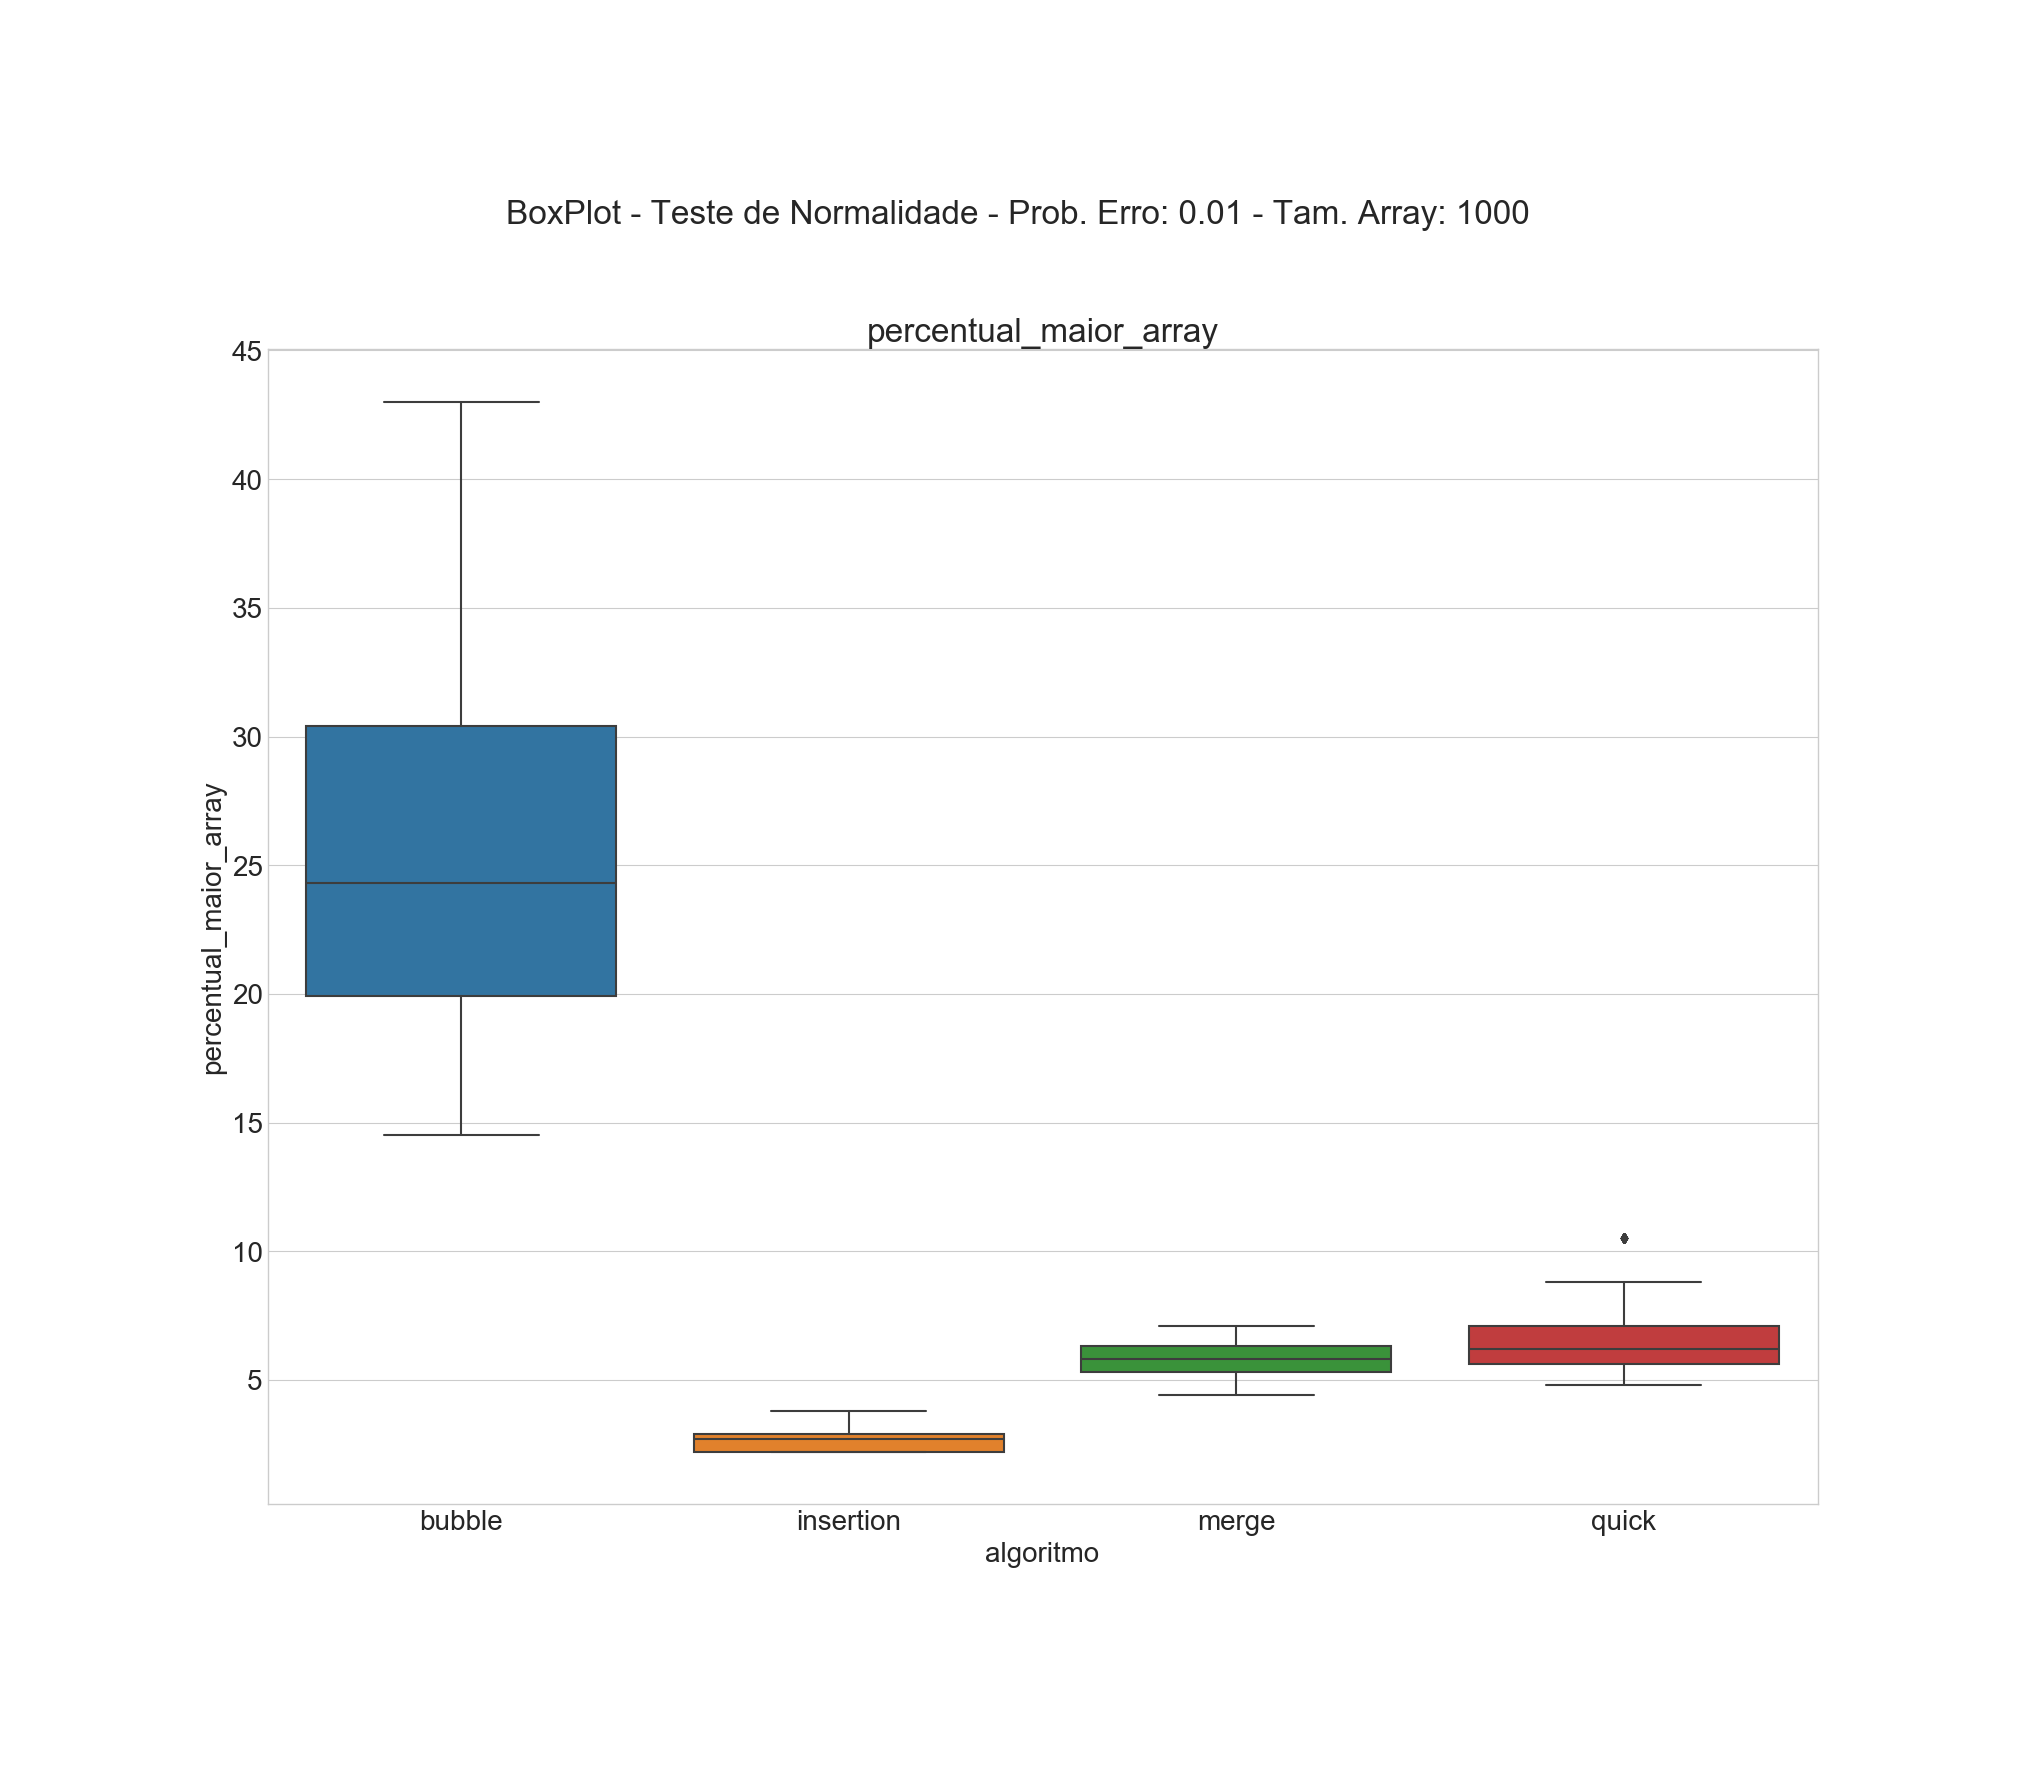 BoxPlot - Teste de Normalidade - Prob. Erro: 0.01 - Tam. Array: 1000
percentual_maior_array
percentual_maior_array
45
40
35
30
25
20
15
10
5
bubble insertion merge quick
algoritmo